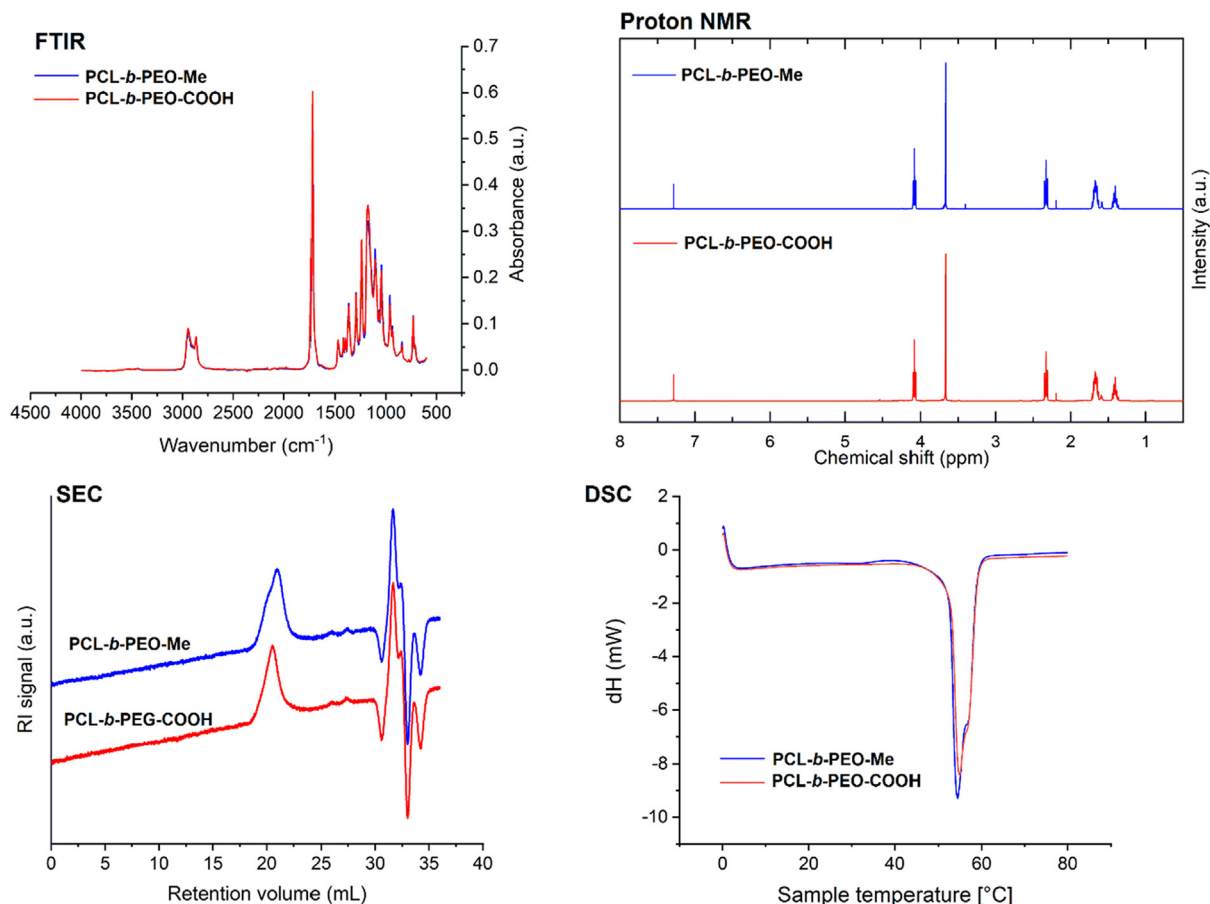 FTIR
PCL-b-PEO-Me
PCL-b-PEO-COOH
0.7
0.6
0.5
0.4
0.3
0.2
0.1
0.0
Absorbance (a.u.)
4500 4000 3500 3000 2500 2000 1500 1000 500
Wavenumber (cm⁻¹)
Proton NMR
PCL-b-PEO-Me
PCL-b-PEO-COOH
Intensity (a.u.)
8 7 6 5 4 3 2 1
Chemical shift (ppm)
SEC
PCL-b-PEO-Me
PCL-b-PEG-COOH
RI signal (a.u.)
0 5 10 15 20 25 30 35 40
Retention volume (mL)
DSC
2
0
-2
-4
-6
-8
-10
dH (mW)
PCL-b-PEO-Me
PCL-b-PEO-COOH
0 20 40 60 80
Sample temperature [°C]